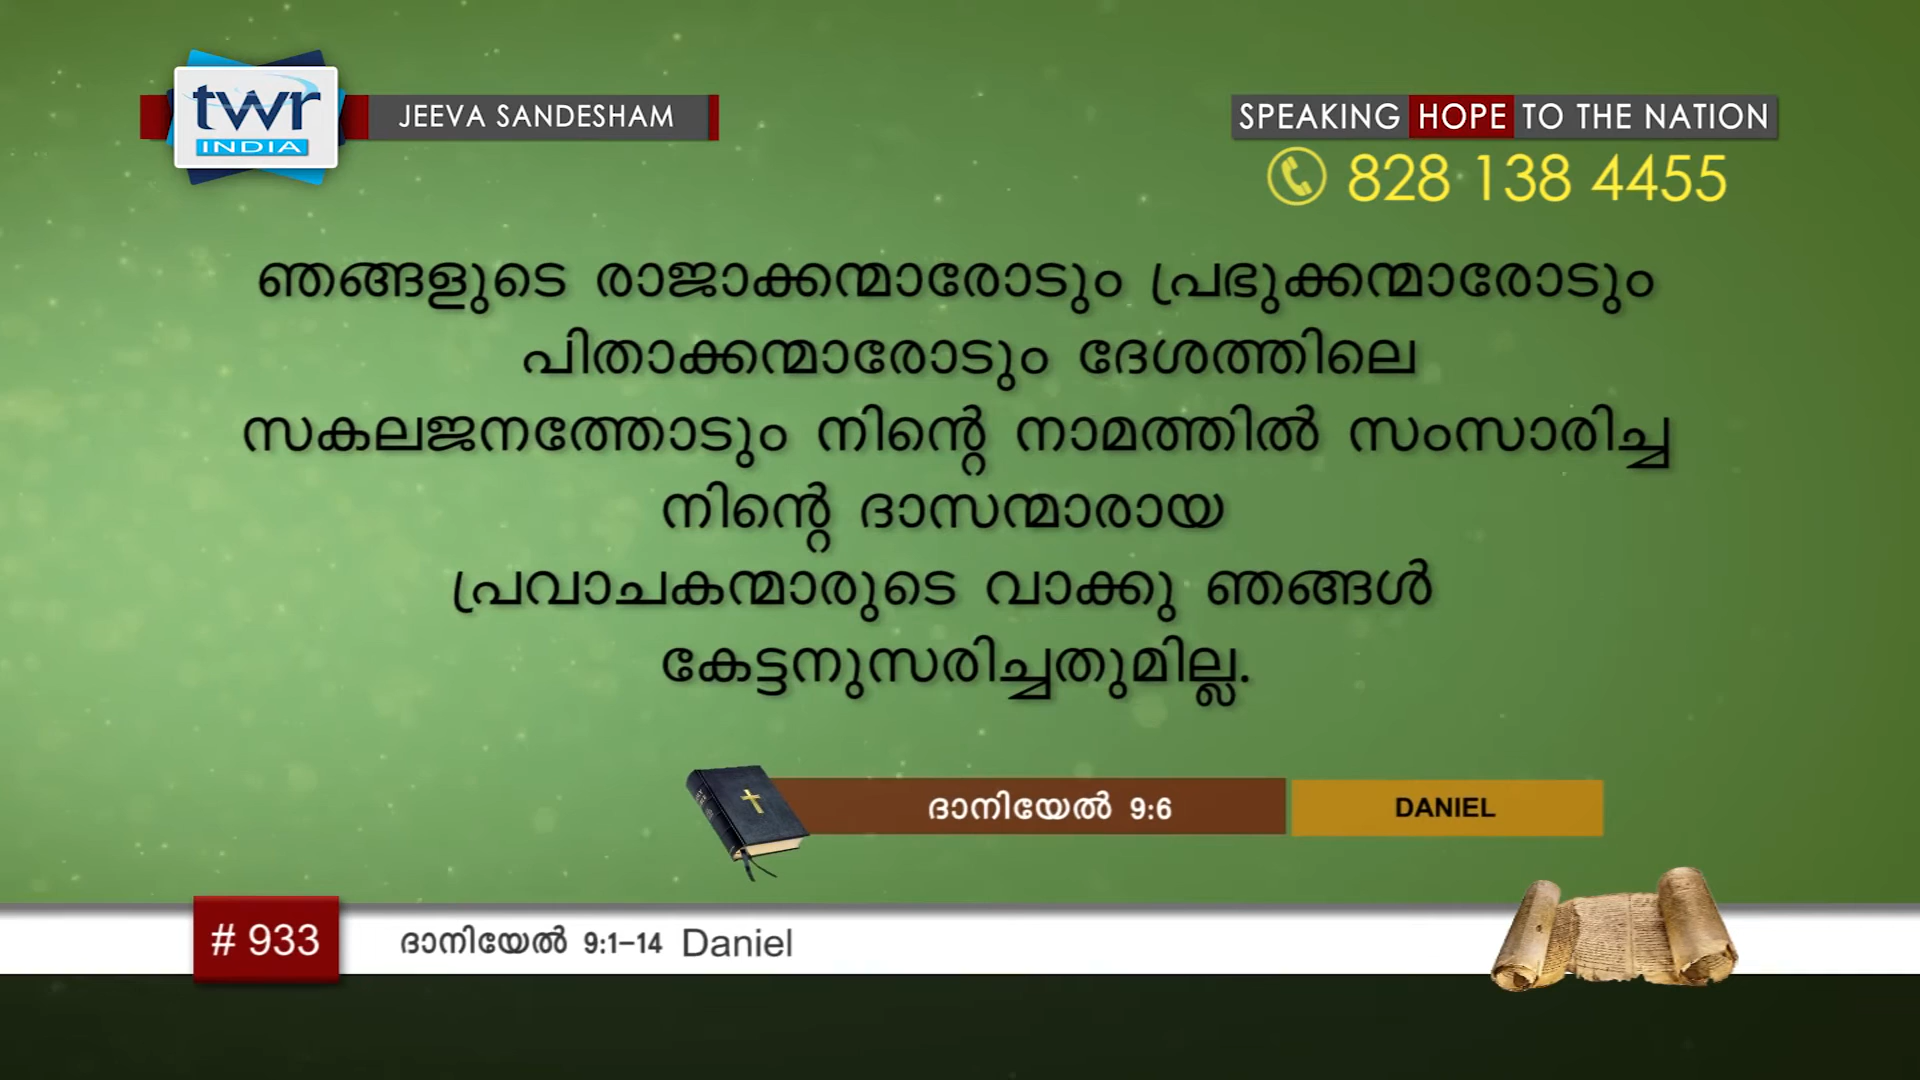 twr
INDIA
JEEVA SANDESHAM
SPEAKING HOPE TO THE NATION
828 138 4455
ഞങ്ങളുടെ രാജാക്കന്മാരോടും പ്രഭുക്കന്മാരോടും
പിതാക്കന്മാരോടും ദേശത്തിലെ
സകലജനത്തോടും നിന്റെ നാമത്തിൽ സംസാരിച്ച
നിന്റെ ദാസന്മാരായ
പ്രവാചകന്മാരുടെ വാക്കു ഞങ്ങൾ
കേട്ടനുസരിച്ചതുമില്ല.
ദാനിയേൽ 9:6
DANIEL
# 933
ദാനിയേൽ 9:1-14 Daniel